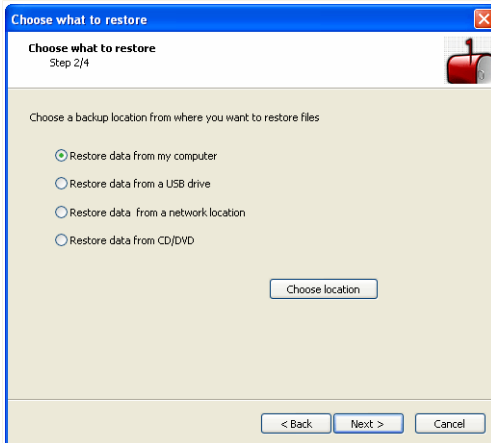 Choose what to restore
Choose what to restore
Step 2/4
Choose a backup location from where you want to restore files
Restore data from my computer
Restore data from a USB drive
Restore data  from a network location
Restore data from CD/DVD
Choose location
< Back Next > Cancel